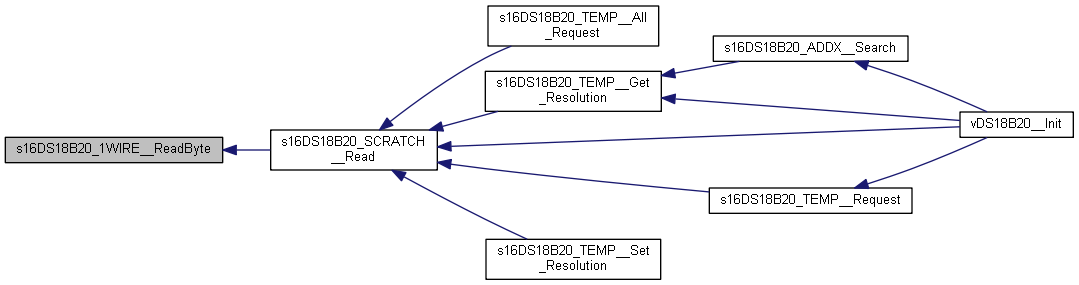 s16DS18B20_1WIRE__ReadByte
s16DS18B20_SCRATCH
__Read
s16DS18B20_TEMP__All
_Request
s16DS18B20_TEMP__Get
_Resolution
s16DS18B20_TEMP__Set
_Resolution
s16DS18B20_ADDX__Search
s16DS18B20_TEMP__Request
vDS18B20__Init